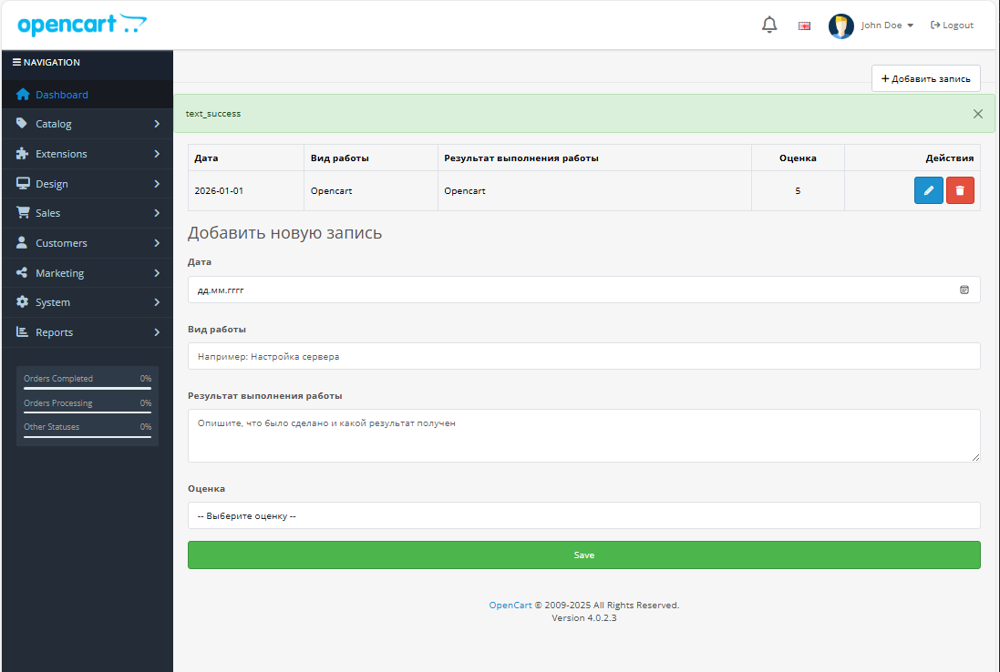 opencart
John Doe
Logout
NAVIGATION
Dashboard
Catalog
Extensions
Design
Sales
Customers
Marketing
System
Reports
Orders Completed 0%
Orders Processing 0%
Other Statuses 0%
+ Добавить запись
text_success
Дата Вид работы Результат выполнения работы Оценка Действия
2026-01-01 Opencart Opencart 5
Добавить новую запись
Дата
дд.мм.гггг
Вид работы
Например: Настройка сервера
Результат выполнения работы
Опишите, что было сделано и какой результат получен
Оценка
-- Выберите оценку --
Save
OpenCart © 2009-2025 All Rights Reserved.
Version 4.0.2.3